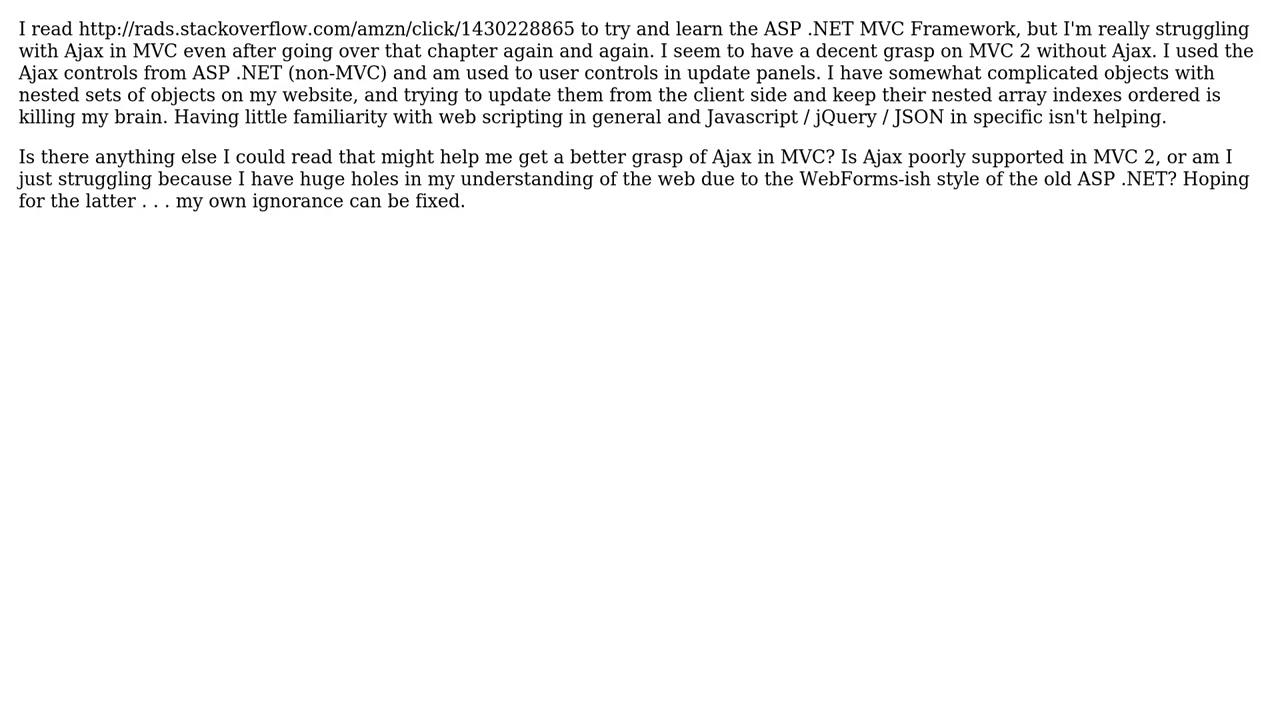 I read http://rads.stackoverflow.com/amzn/click/1430228865 to try and learn the ASP .NET MVC Framework, but I'm really struggling
with Ajax in MVC even after going over that chapter again and again. I seem to have a decent grasp on MVC 2 without Ajax. I used the
Ajax controls from ASP .NET (non-MVC) and am used to user controls in update panels. I have somewhat complicated objects with
nested sets of objects on my website, and trying to update them from the client side and keep their nested array indexes ordered is
killing my brain. Having little familiarity with web scripting in general and Javascript / jQuery / JSON in specific isn't helping.
Is there anything else I could read that might help me get a better grasp of Ajax in MVC? Is Ajax poorly supported in MVC 2, or am I
just struggling because I have huge holes in my understanding of the web due to the WebForms-ish style of the old ASP .NET? Hoping
for the latter . . . my own ignorance can be fixed.